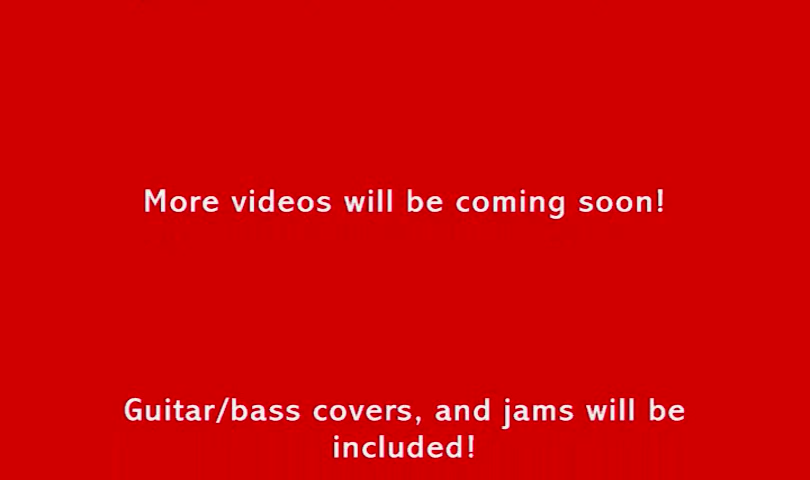 More videos will be coming soon!
Guitar/bass covers, and jams will be
included!